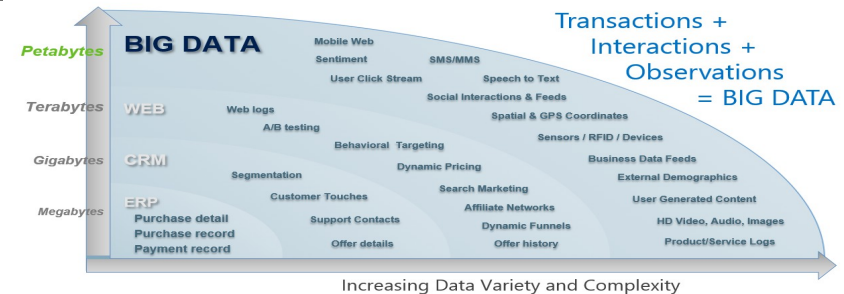 Transactions +
Interactions +
Observations
= BIG DATA
Petabytes
BIG DATA
Mobile Web
Sentiment
SMS/MMS
User Click Stream
Speech to Text
Social Interactions & Feeds
Terabytes
WEB
Web logs
Spatial & GPS Coordinates
A/B testing
Sensors / RFID / Devices
Behavioral Targeting
Gigabytes
CRM
Business Data Feeds
Dynamic Pricing
Segmentation
External Demographics
Search Marketing
Customer Touches
User Generated Content
ERP
Affiliate Networks
Megabytes
Purchase detail
Support Contacts
HD Video, Audio, Images
Dynamic Funnels
Purchase record
Offer details
Offer history
Product/Service Logs
Payment record
Increasing Data Variety and Complexity